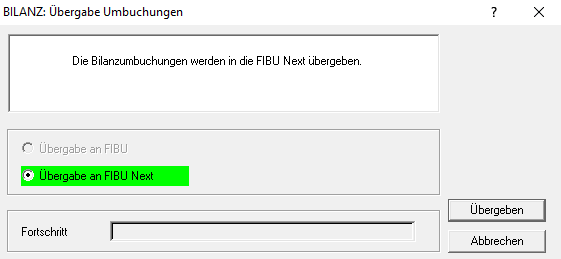 BILANZ: Übergabe Umbuchungen
Die Bilanzumbuchungen werden in die FIBU Next übergeben.
Übergabe an FIBU
Übergabe an FIBU Next
Fortschritt
Übergeben
Abbrechen